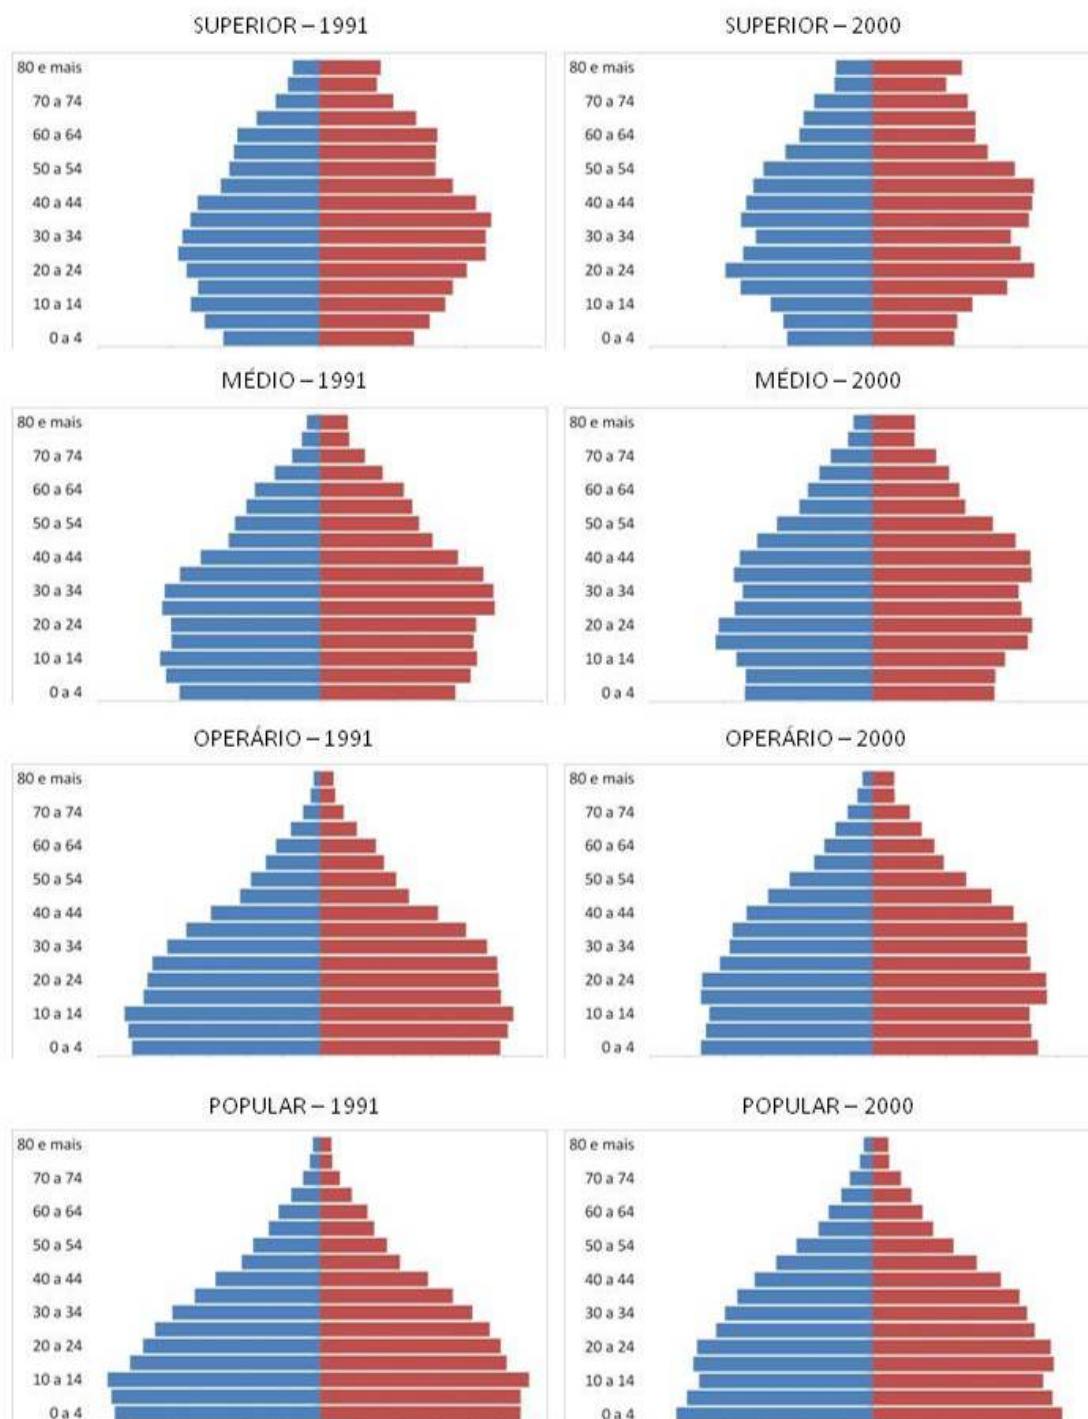 SUPERIOR – 1991
80 e mais
70 a 74
60 a 64
50 a 54
40 a 44
30 a 34
20 a 24
10 a 14
0 a 4
SUPERIOR – 2000
80 e mais
70 a 74
60 a 64
50 a 54
40 a 44
30 a 34
20 a 24
10 a 14
0 a 4
MÉDIO – 1991
80 e mais
70 a 74
60 a 64
50 a 54
40 a 44
30 a 34
20 a 24
10 a 14
0 a 4
MÉDIO – 2000
80 e mais
70 a 74
60 a 64
50 a 54
40 a 44
30 a 34
20 a 24
10 a 14
0 a 4
OPERÁRIO – 1991
80 e mais
70 a 74
60 a 64
50 a 54
40 a 44
30 a 34
20 a 24
10 a 14
0 a 4
OPERÁRIO – 2000
80 e mais
70 a 74
60 a 64
50 a 54
40 a 44
30 a 34
20 a 24
10 a 14
0 a 4
POPULAR – 1991
80 e mais
70 a 74
60 a 64
50 a 54
40 a 44
30 a 34
20 a 24
10 a 14
0 a 4
POPULAR – 2000
80 e mais
70 a 74
60 a 64
50 a 54
40 a 44
30 a 34
20 a 24
10 a 14
0 a 4